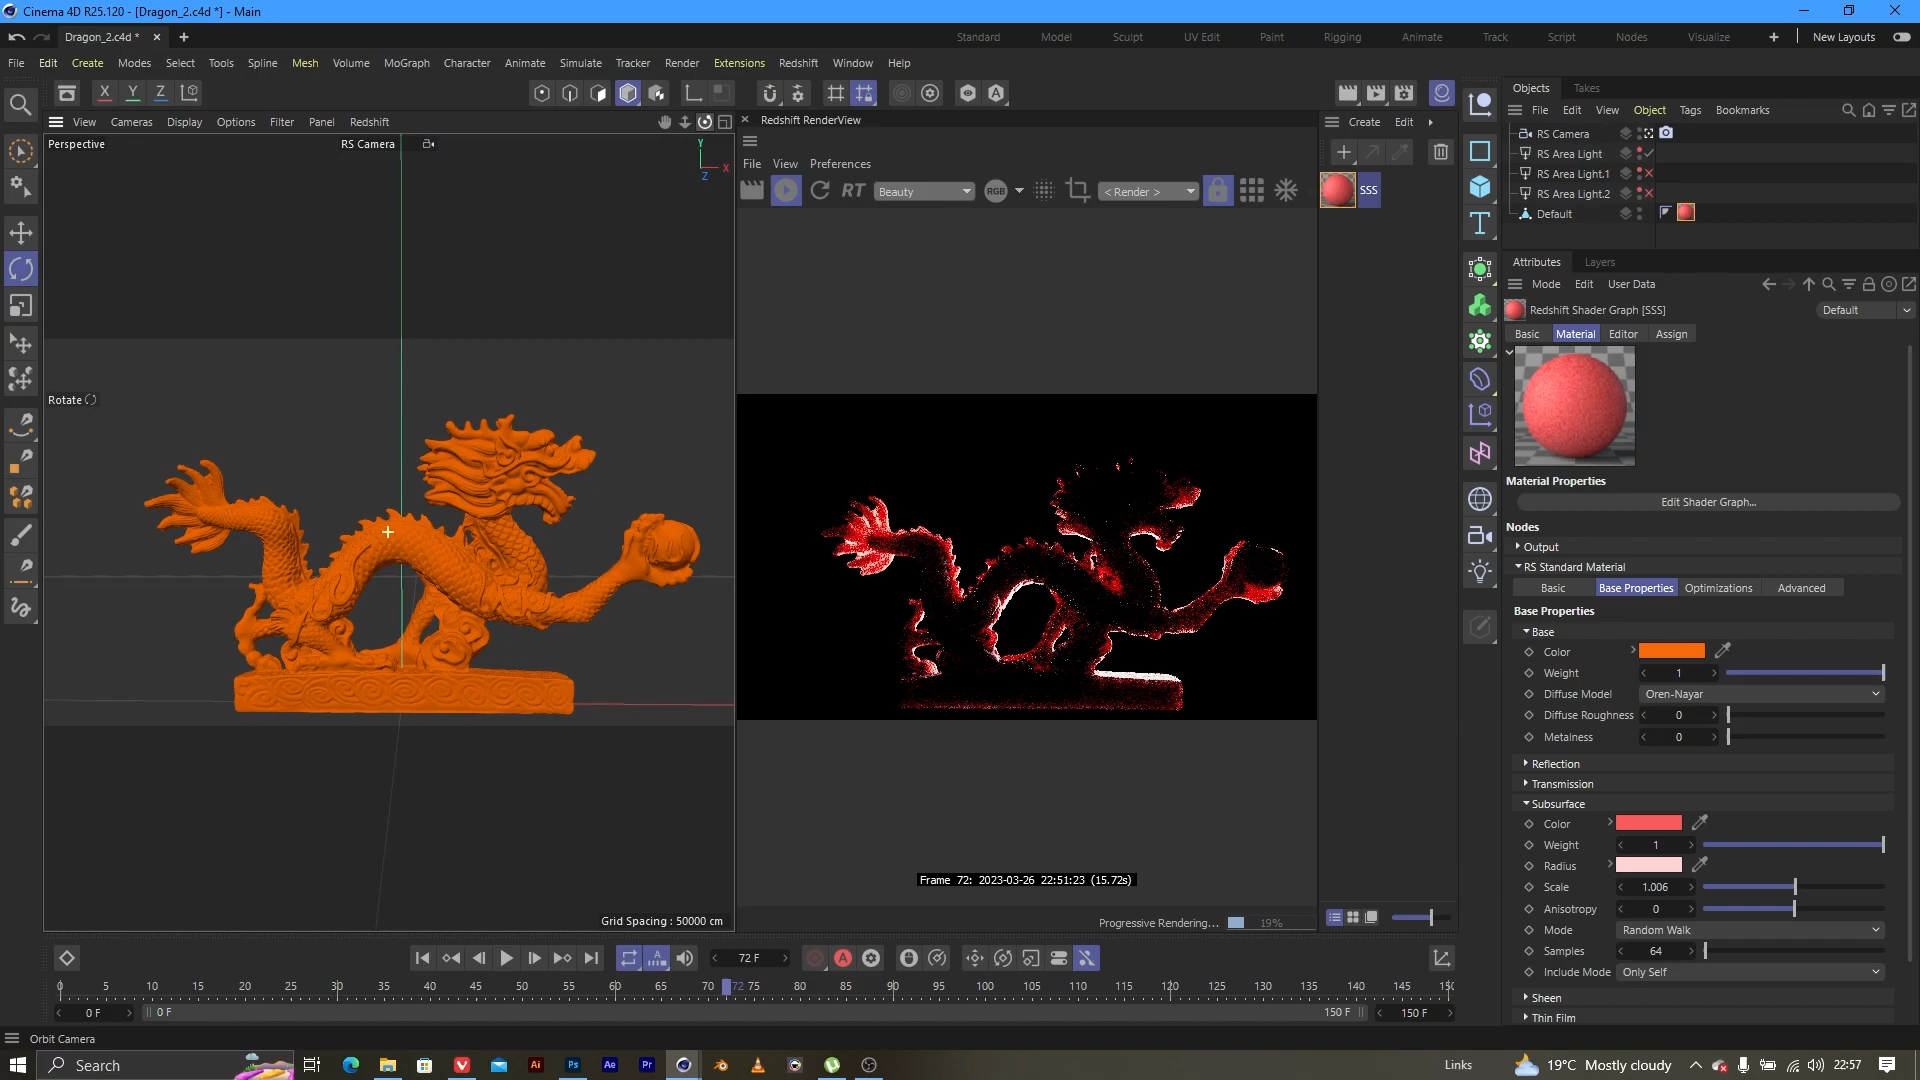 Cinema 4D R25.120 - [Dragon_2.c4d *] - Main
Dragon_2.c4d *
Standard Model Sculpt UV Edit Paint Rigging Animate Track Script Nodes Visualize New Layouts
File Edit Create Modes Select Tools Spline Mesh Volume MoGraph Character Animate Simulate Tracker Render Extensions Redshift Window Help
X Y Z
View Cameras Display Options Filter Panel Redshift
Perspective
RS Camera
Y
X
Z
Rotate
Grid Spacing : 50000 cm
Redshift RenderView
File View Preferences
RT Beauty RGB < Render >
Frame 72: 2023-03-26 22:51:23 (15.72s)
Progressive Rendering... 19%
Create Edit
SSS
Objects Takes
File Edit View Object Tags Bookmarks
RS Camera
RS Area Light
RS Area Light.1
RS Area Light.2
Default
Attributes Layers
Mode Edit User Data
Redshift Shader Graph [SSS]
Default
Basic Material Editor Assign
Material Properties
Edit Shader Graph...
Nodes
Output
RS Standard Material
Basic Base Properties Optimizations Advanced
Base Properties
Base
Color
Weight 1
Diffuse Model Oren-Nayar
Diffuse Roughness 0
Metalness 0
Reflection
Transmission
Subsurface
Color
Weight 1
Radius
Scale 1.006
Anisotropy 0
Mode Random Walk
Samples 64
Include Mode Only Self
Sheen
Thin Film
72 F
0 5 10 15 20 25 30 35 40 45 50 55 60 65 70 72 75 80 85 90 95 100 105 110 115 120 125 130 135 140 145 150
0 F 0 F 150 F 150 F
Orbit Camera
Search Links 19°C Mostly cloudy 22:57